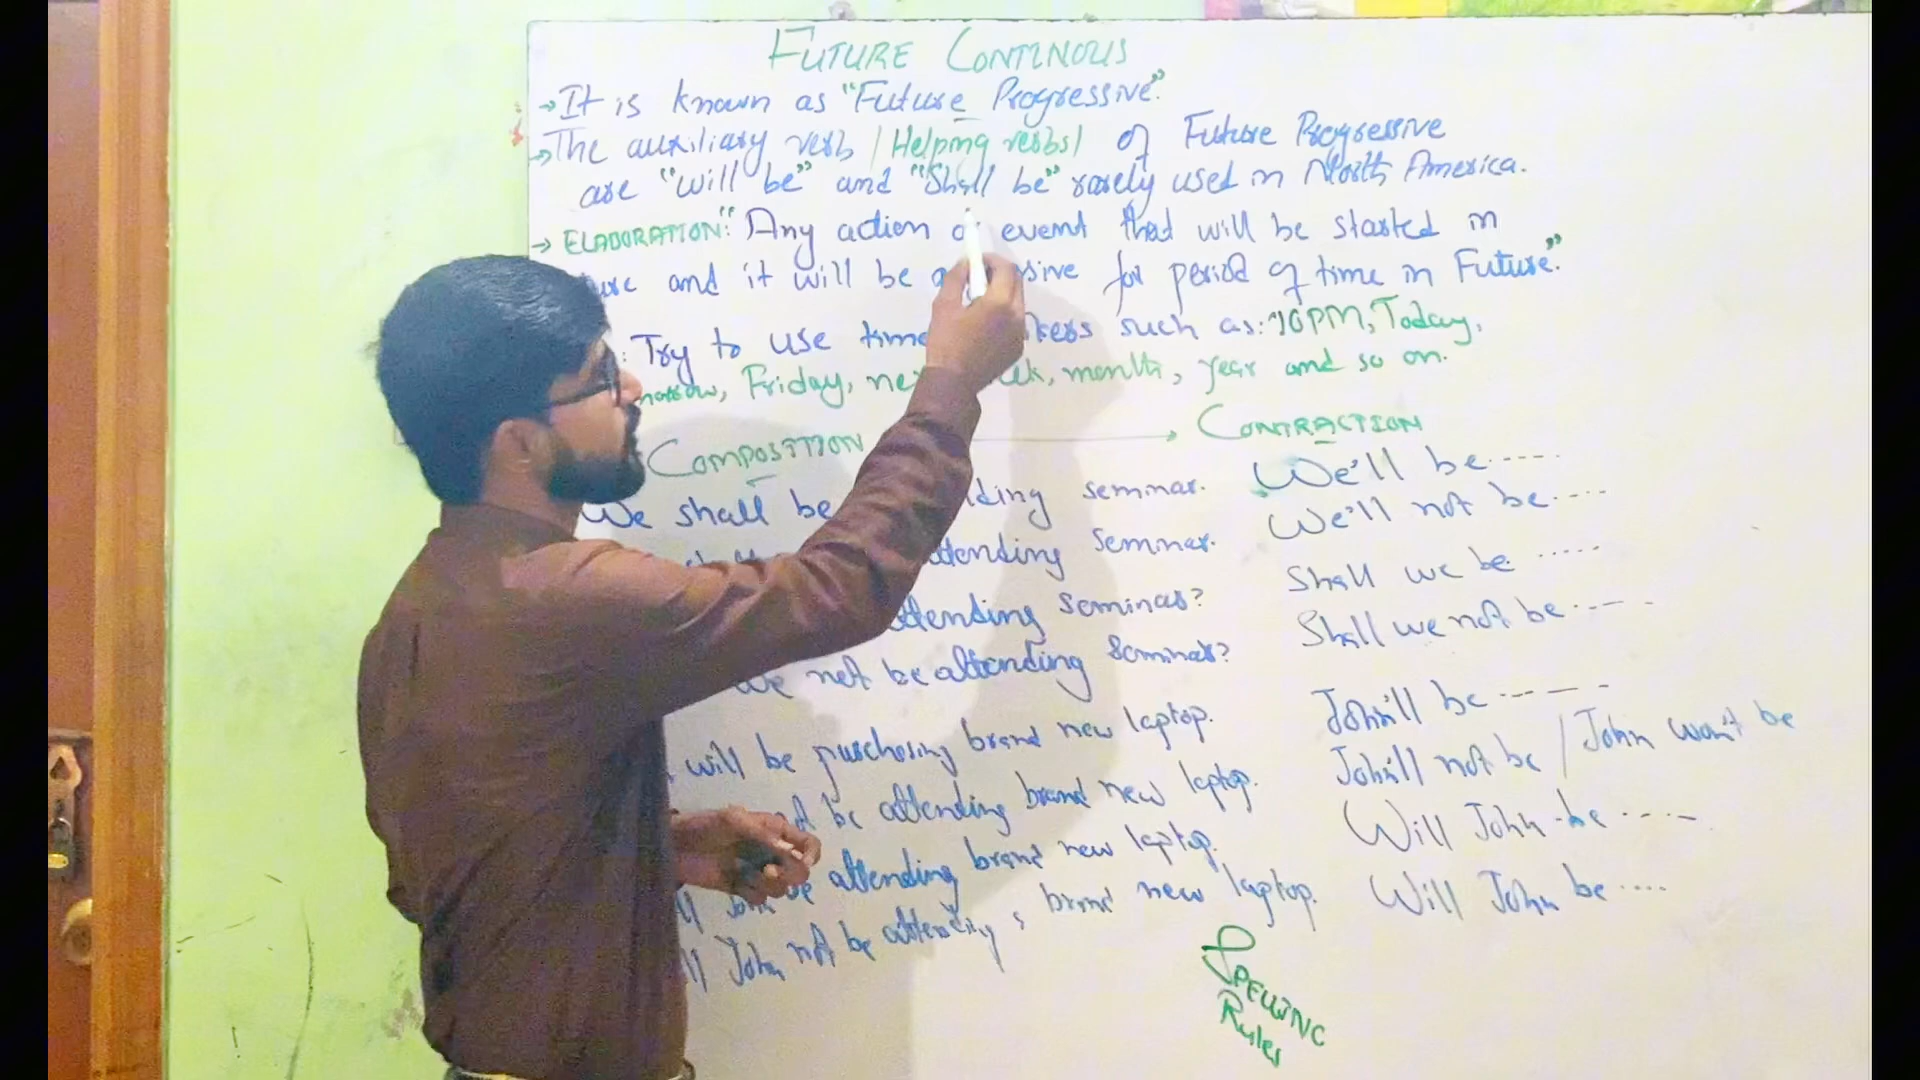 FUTURE CONTINOUS
→ It is known as "Future Progressive."
→ The auxiliary verb / Helping verbs / of Future Progressive
are "Will be" and "Shall be" rarely used in North America.
→ ELABORATION: "Any action event that will be started in
and it will be for period of time in Future."
: Try to use such as: 10PM, Today,
Friday, month, year and so on.
COMPOSITION → CONTRACTION
We shall be seminar. We'll be -----
attending seminar. We'll not be ----
attending seminar? Shall we be .....
we not be attending seminar? Shall we not be -----
will be purchasing brand new laptop. John'll be -----
be attending brand new laptop. John'll not be / John won't be
be attending brand new laptop. Will John be ----
John not be attending brand new laptop. Will John be ....
SPELLING
Rules